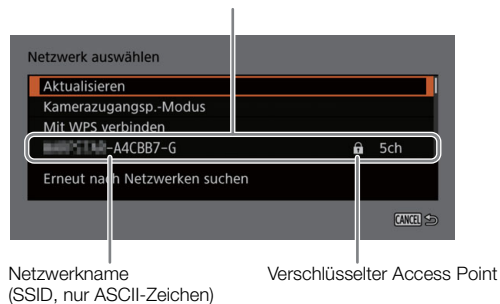 Netzwerk auswählen
Aktualisieren
Kamerazugangsp.-Modus
Mit WPS verbinden
-A4CBB7-G 5ch
Erneut nach Netzwerken suchen
CANCEL
Netzwerkname
(SSID, nur ASCII-Zeichen)
Verschlüsselter Access Point